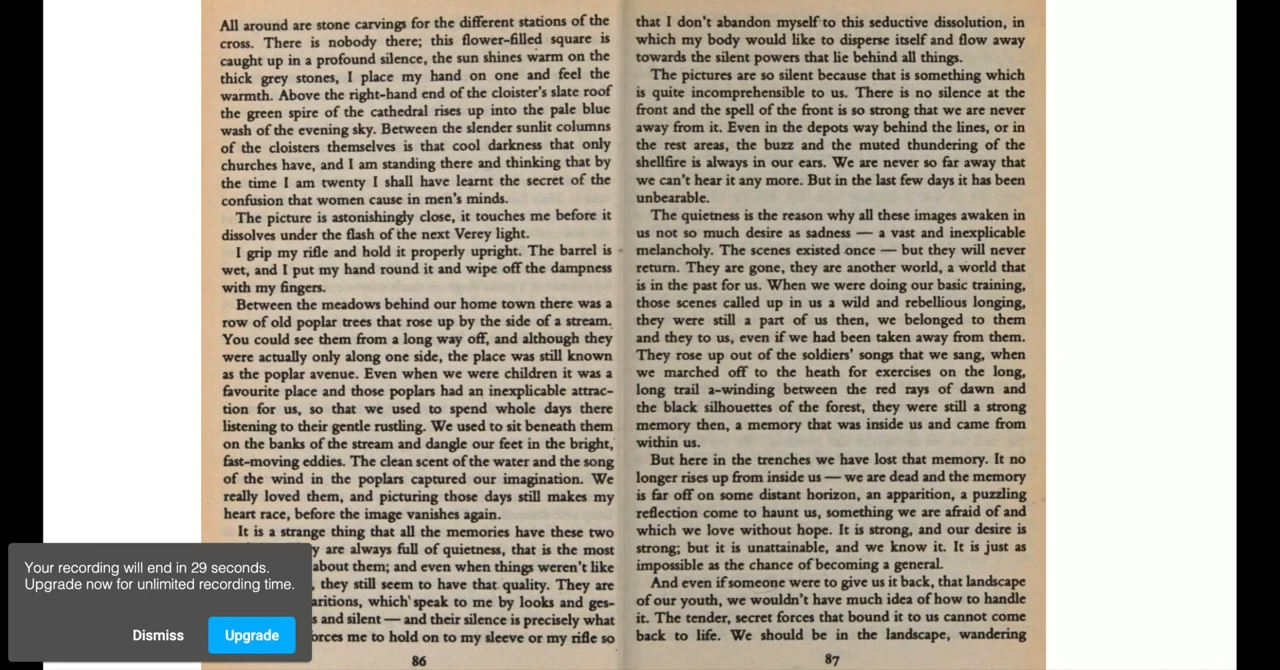 All around are stone carvings for the different stations of the
cross. There is nobody there; this flower-filled square is
caught up in a profound silence, the sun shines warm on the
thick grey stones, I place my hand on one and feel the
warmth. Above the right-hand end of the cloister's slate roof
the green spire of the cathedral rises up into the pale blue
wash of the evening sky. Between the slender sunlit columns
of the cloisters themselves is that cool darkness that only
churches have, and I am standing there and thinking that by
the time I am twenty I shall have learnt the secret of the
confusion that women cause in men's minds.
The picture is astonishingly close, it touches me before it
dissolves under the flash of the next Verey light.
I grip my rifle and hold it properly upright. The barrel is
wet, and I put my hand round it and wipe off the dampness
with my fingers.
Between the meadows behind our home town there was a
row of old poplar trees that rose up by the side of a stream.
You could see them from a long way off, and although they
were actually only along one side, the place was still known
as the poplar avenue. Even when we were children it was a
favourite place and those poplars had an inexplicable attrac-
tion for us, so that we used to spend whole days there
listening to their gentle rustling. We used to sit beneath them
on the banks of the stream and dangle our feet in the bright,
fast-moving eddies. The clean scent of the water and the song
of the wind in the poplars captured our imagination. We
really loved them, and picturing those days still makes my
heart race, before the image vanishes again.
It is a strange thing that all the memories have these two
y are always full of quietness, that is the most
about them; and even when things weren't like
, they still seem to have that quality. They are
aritions, which speak to me by looks and ges-
s and silent — and their silence is precisely what
orces me to hold on to my sleeve or my rifle so
86
that I don't abandon myself to this seductive dissolution, in
which my body would like to disperse itself and flow away
towards the silent powers that lie behind all things.
The pictures are so silent because that is something which
is quite incomprehensible to us. There is no silence at the
front and the spell of the front is so strong that we are never
away from it. Even in the depots way behind the lines, or in
the rest areas, the buzz and the muted thundering of the
shellfire is always in our ears. We are never so far away that
we can't hear it any more. But in the last few days it has been
unbearable.
The quietness is the reason why all these images awaken in
us not so much desire as sadness — a vast and inexplicable
melancholy. The scenes existed once — but they will never
return. They are gone, they are another world, a world that
is in the past for us. When we were doing our basic training,
those scenes called up in us a wild and rebellious longing,
they were still a part of us then, we belonged to them
and they to us, even if we had been taken away from them.
They rose up out of the soldiers' songs that we sang, when
we marched off to the heath for exercises on the long,
long trail a-winding between the red rays of dawn and
the black silhouettes of the forest, they were still a strong
memory then, a memory that was inside us and came from
within us.
But here in the trenches we have lost that memory. It no
longer rises up from inside us — we are dead and the memory
is far off on some distant horizon, an apparition, a puzzling
reflection come to haunt us, something we are afraid of and
which we love without hope. It is strong, and our desire is
strong; but it is unattainable, and we know it. It is just as
impossible as the chance of becoming a general.
And even if someone were to give us it back, that landscape
of our youth, we wouldn't have much idea of how to handle
it. The tender, secret forces that bound it to us cannot come
back to life. We should be in the landscape, wandering
87
Your recording will end in 29 seconds.
Upgrade now for unlimited recording time.
Dismiss
Upgrade